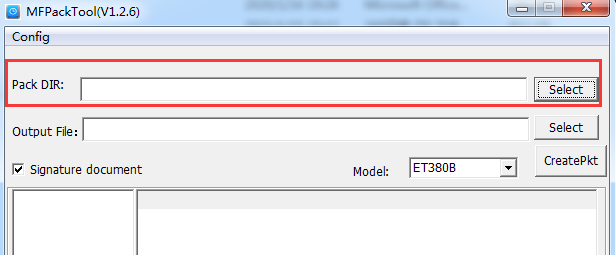 MFPackTool(V1.2.6)
Config
Pack DIR:
Select
Output File:
Select
Signature document
Model:
ET380B
CreatePkt